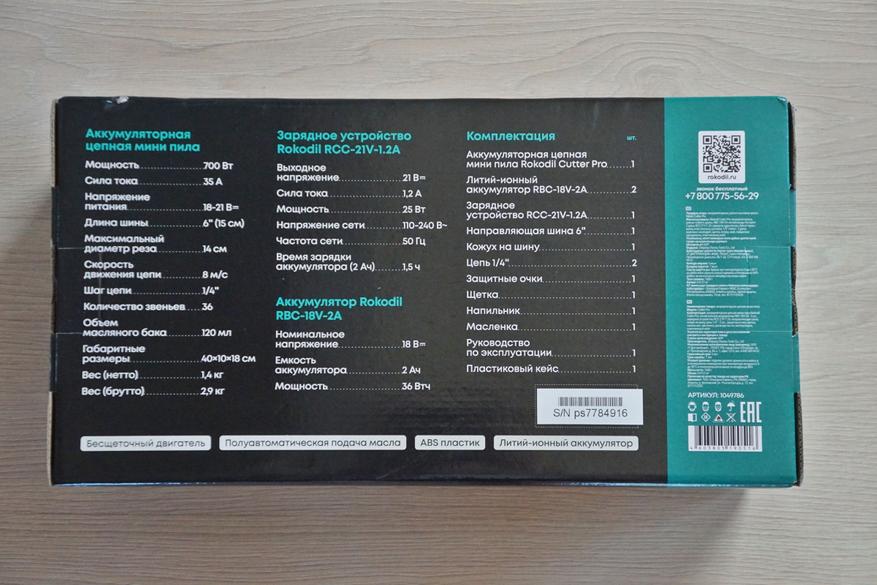 Аккумуляторная
цепная мини пила
Мощность 700 Вт
Сила тока 35 А
Напряжение
питания 18-21 В=
Длина шины 6" (15 см)
Максимальный
диаметр реза 14 см
Скорость
движения цепи 8 м/с
Шаг цепи 1/4"
Количество звеньев 36
Объем
масляного бака 120 мл
Габаритные
размеры 40×10×18 см
Вес (нетто) 1,4 кг
Вес (брутто) 2,9 кг
Зарядное устройство
Rokodil RCC-21V-1.2A
Выходное
напряжение 21 В=
Сила тока 1,2 А
Мощность 25 Вт
Напряжение сети 110-240 В~
Частота сети 50 Гц
Время зарядки
аккумулятора (2 Ач) 1,5 ч
Аккумулятор Rokodil
RBC-18V-2A
Номинальное
напряжение 18 В=
Емкость
аккумулятора 2 Ач
Мощность 36 Втч
Комплектация шт.
Аккумуляторная цепная
мини пила Rokodil Cutter Pro 1
Литий-ионный
аккумулятор RBC-18V-2A 2
Зарядное
устройство RCC-21V-1.2A 1
Направляющая шина 6" 1
Кожух на шину 1
Цепь 1/4" 2
Защитные очки 1
Щетка 1
Напильник 1
Масленка 1
Руководство
по эксплуатации 1
Пластиковый кейс 1
S/N ps7784916
Бесщеточный двигатель
Полуавтоматическая подача масла
ABS пластик
Литий-ионный аккумулятор
rokodil.ru
звонок бесплатный
+7 800 775-56-29
АРТИКУЛ: 1049786
EAC